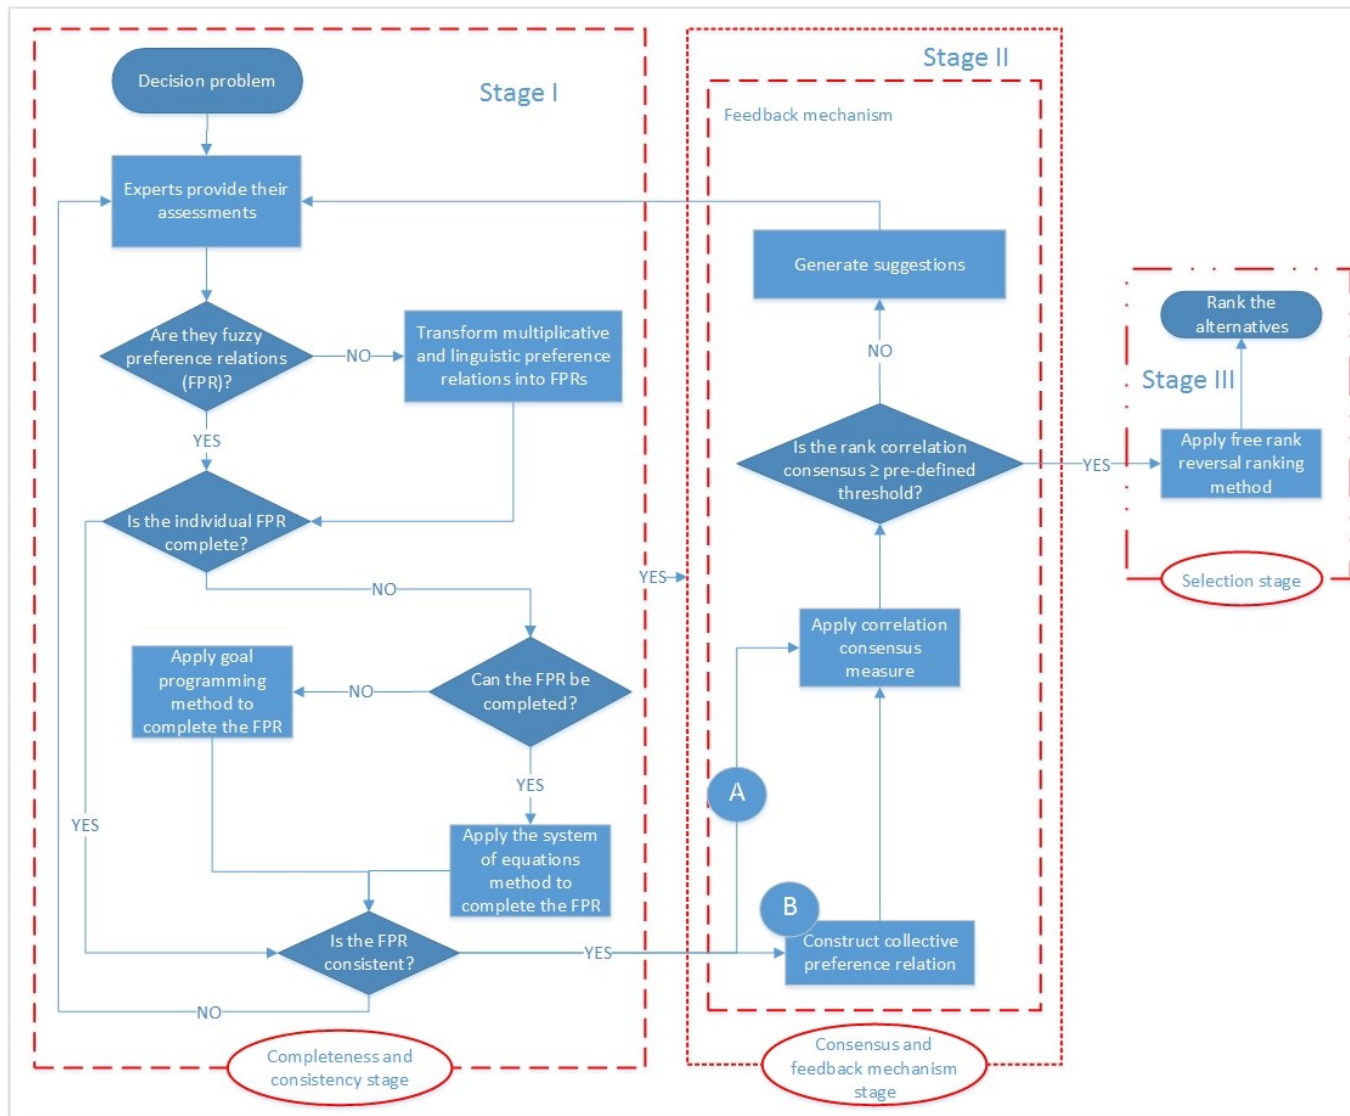 Decision problem
Stage I
Experts provide their
assessments
Are they fuzzy
preference relations
(FPR)?
NO
Transform multiplicative
and linguistic preference
relations into FPRs
YES
Is the individual FPR
complete?
NO
Can the FPR be
completed?
NO
Apply goal
programming
method to
complete the FPR
YES
YES
Apply the system
of equations
method to
complete the FPR
Is the FPR
consistent?
YES
NO
Completeness and
consistency stage
YES
Stage II
Feedback mechanism
Generate suggestions
NO
Is the rank correlation
consensus ≥ pre-defined
threshold?
YES
Apply correlation
consensus
measure
A
B
Construct collective
preference relation
Consensus and
feedback mechanism
stage
Rank the
alternatives
Stage III
Apply free rank
reversal ranking
method
Selection stage